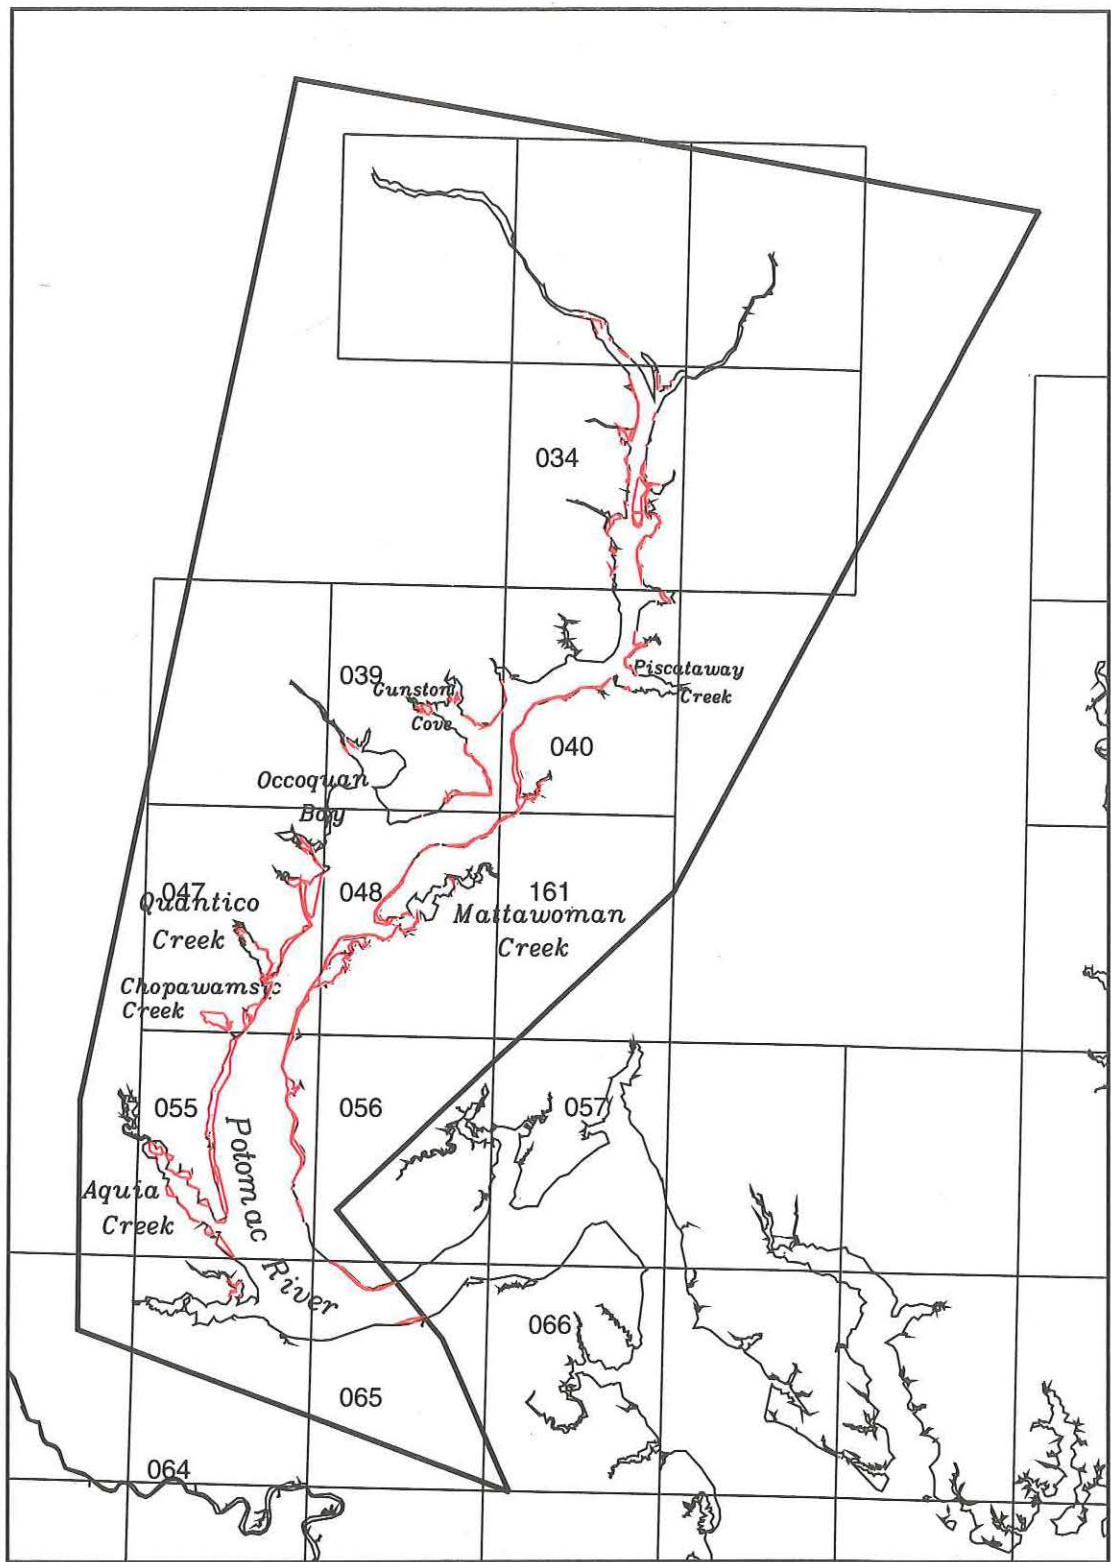 034
039
Gunston
Cove
Piscataway
Creek
040
Occoquan
Bay
047
Quantico
Creek
048
161
Mattawoman
Creek
Chopawamsic
Creek
055
056
057
Potomac
River
Aquia
Creek
066
065
064